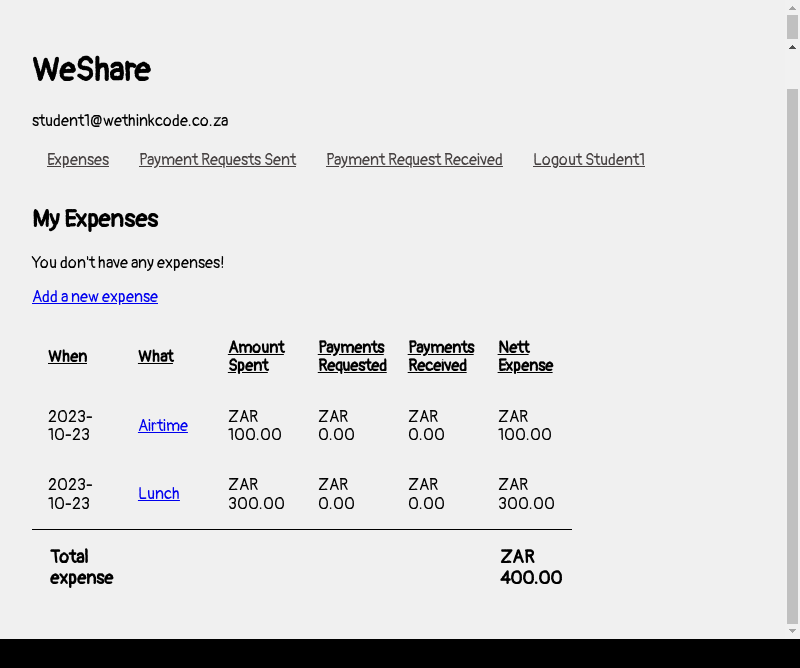 WeShare
student1@wethinkcode.co.za
Expenses Payment Requests Sent Payment Request Received Logout Student1
My Expenses
You don't have any expenses!
Add a new expense
When What Amount Spent Payments Requested Payments Received Nett Expense
2023-10-23 Airtime ZAR 100.00 ZAR 0.00 ZAR 0.00 ZAR 100.00
2023-10-23 Lunch ZAR 300.00 ZAR 0.00 ZAR 0.00 ZAR 300.00
Total expense ZAR 400.00